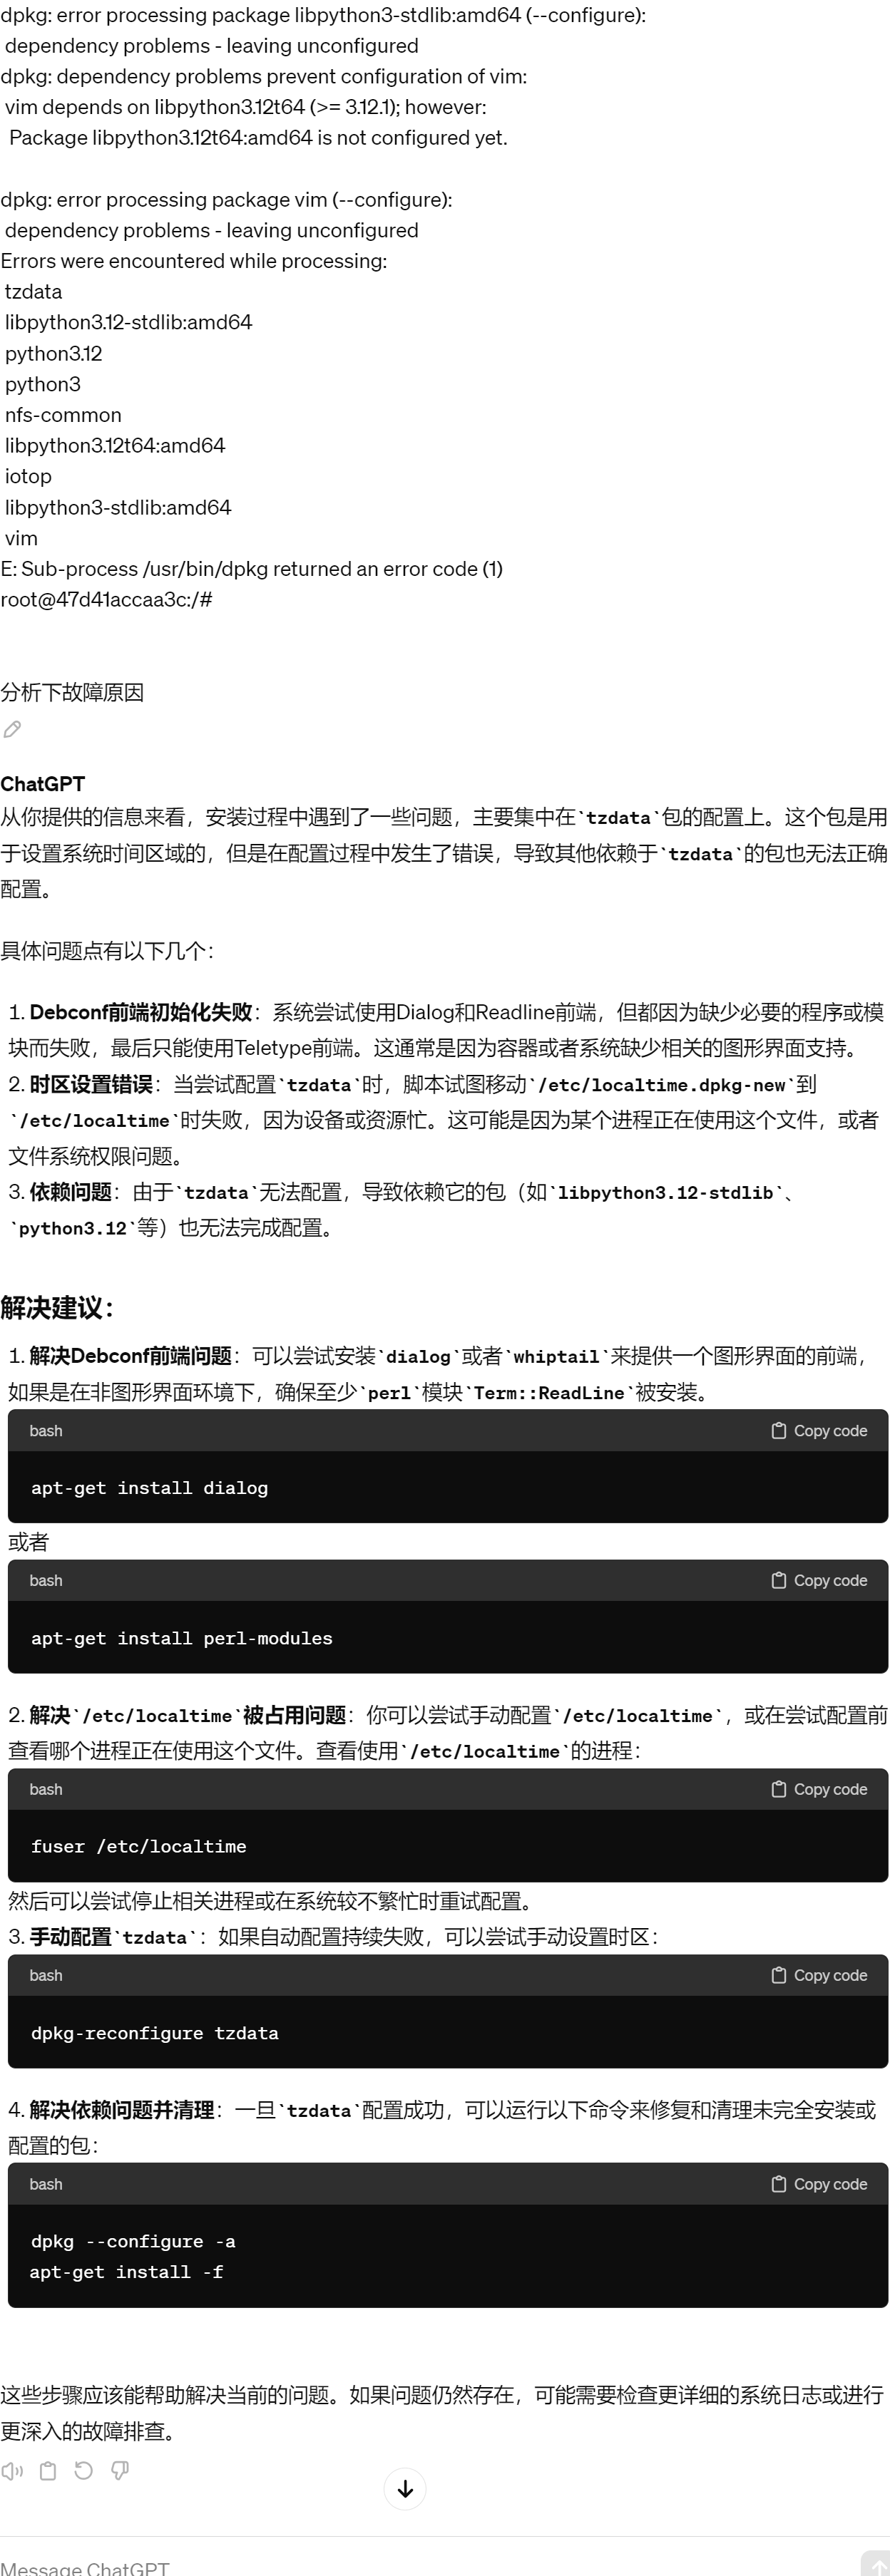 dpkg: error processing package libpython3-stdlib:amd64 (--configure):
dependency problems - leaving unconfigured
dpkg: dependency problems prevent configuration of vim:
vim depends on libpython3.12t64 (>= 3.12.1); however:
Package libpython3.12t64:amd64 is not configured yet.
dpkg: error processing package vim (--configure):
dependency problems - leaving unconfigured
Errors were encountered while processing:
tzdata
libpython3.12-stdlib:amd64
python3.12
python3
nfs-common
libpython3.12t64:amd64
iotop
libpython3-stdlib:amd64
vim
E: Sub-process /usr/bin/dpkg returned an error code (1)
root@47d41accaa3c:/#
分析下故障原因
ChatGPT
从你提供的信息来看，安装过程中遇到了一些问题，主要集中在`tzdata`包的配置上。这个包是用
于设置系统时间区域的，但是在配置过程中发生了错误，导致其他依赖于`tzdata`的包也无法正确
配置。
具体问题点有以下几个：
1. Debconf前端初始化失败：系统尝试使用Dialog和Readline前端，但都因为缺少必要的程序或模
块而失败，最后只能使用Teletype前端。这通常是因为容器或者系统缺少相关的图形界面支持。
2. 时区设置错误：当尝试配置`tzdata`时，脚本试图移动`/etc/localtime.dpkg-new`到
`/etc/localtime`时失败，因为设备或资源忙。这可能是因为某个进程正在使用这个文件，或者
文件系统权限问题。
3. 依赖问题：由于`tzdata`无法配置，导致依赖它的包（如`libpython3.12-stdlib`、
`python3.12`等）也无法完成配置。
解决建议：
1. 解决Debconf前端问题：可以尝试安装`dialog`或者`whiptail`来提供一个图形界面的前端，
如果是在非图形界面环境下，确保至少`perl`模块`Term::ReadLine`被安装。
bash Copy code
apt-get install dialog
或者
bash Copy code
apt-get install perl-modules
2. 解决`/etc/localtime`被占用问题：你可以尝试手动配置`/etc/localtime`，或在尝试配置前
查看哪个进程正在使用这个文件。查看使用`/etc/localtime`的进程：
bash Copy code
fuser /etc/localtime
然后可以尝试停止相关进程或在系统较不繁忙时重试配置。
3. 手动配置`tzdata`：如果自动配置持续失败，可以尝试手动设置时区：
bash Copy code
dpkg-reconfigure tzdata
4. 解决依赖问题并清理：一旦`tzdata`配置成功，可以运行以下命令来修复和清理未完全安装或
配置的包：
bash Copy code
dpkg --configure -a
apt-get install -f
这些步骤应该能帮助解决当前的问题。如果问题仍然存在，可能需要检查更详细的系统日志或进行
更深入的故障排查。
Message ChatGPT